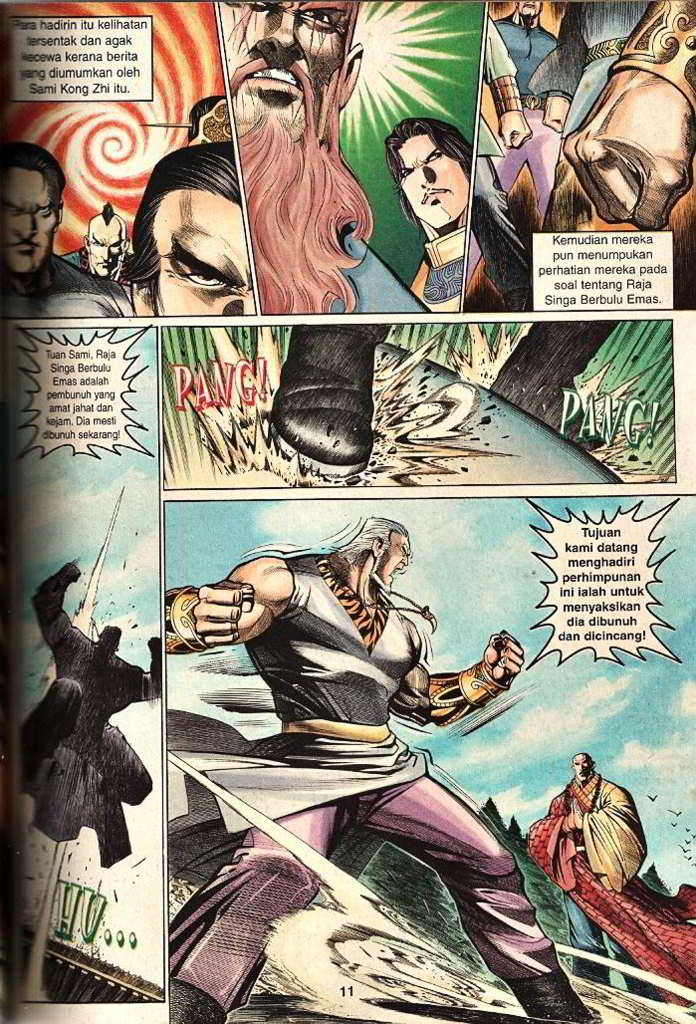 Para hadirin itu kelihatan
tersentak dan agak
kecewa kerana berita
yang diumumkan oleh
Sami Kong Zhi itu.
Kemudian mereka
pun menumpukan
perhatian mereka pada
soal tentang Raja
Singa Berbulu Emas.
Tuan Sami, Raja
Singa Berbulu
Emas adalah
pembunuh yang
amat jahat dan
kejam. Dia mesti
dibunuh sekarang!
PANG!
PANG!
HU...
Tujuan
kami datang
menghadiri
perhimpunan
ini ialah untuk
menyaksikan
dia dibunuh
dan dicincang!
11